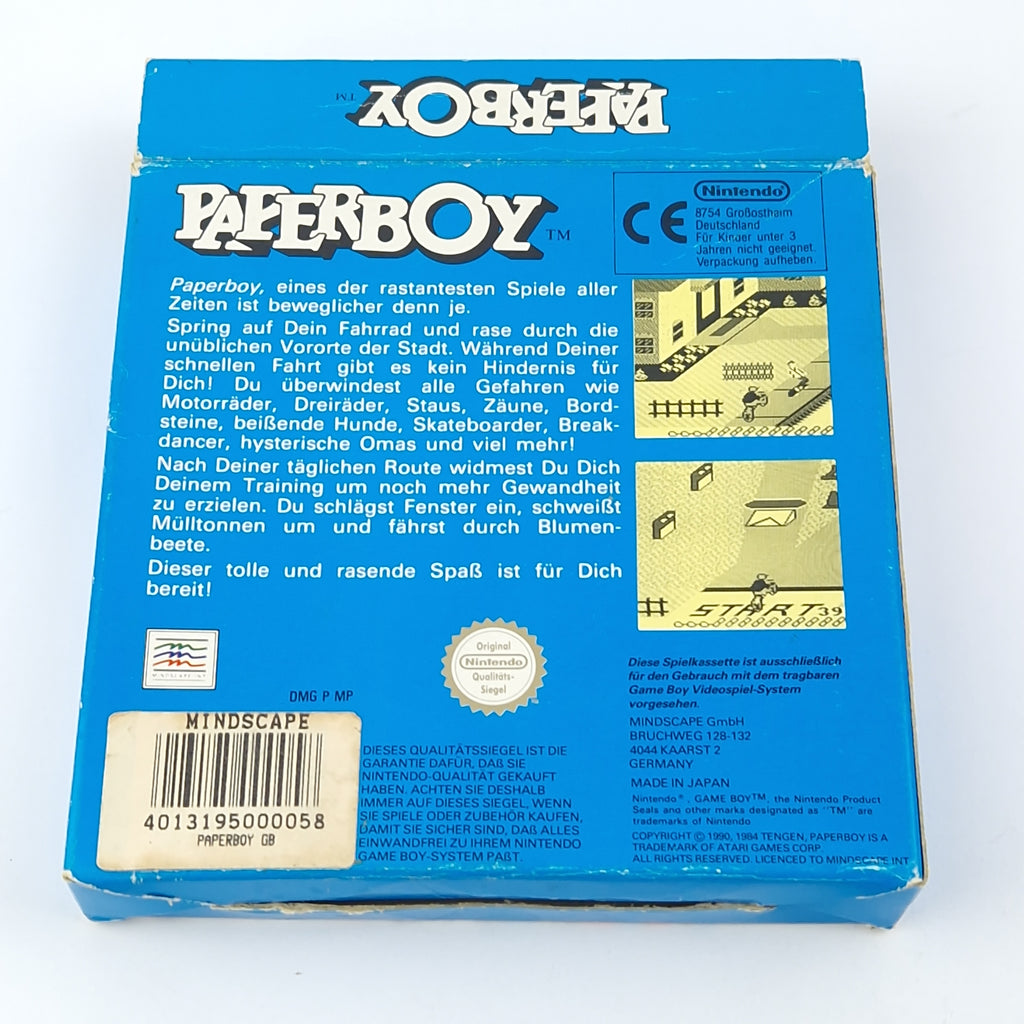 PAPERBOY TM
PAPERBOY TM
Nintendo
CE
8754 Großostheim
Deutschland
Für Kinder unter 3
Jahren nicht geeignet.
Verpackung aufheben.
Paperboy, eines der rastantesten Spiele aller
Zeiten ist beweglicher denn je.
Spring auf Dein Fahrrad und rase durch die
unüblichen Vororte der Stadt. Während Deiner
schnellen Fahrt gibt es kein Hindernis für
Dich! Du überwindest alle Gefahren wie
Motorräder, Dreiräder, Staus, Zäune, Bord-
steine, beißende Hunde, Skateboarder, Break-
dancer, hysterische Omas und viel mehr!
Nach Deiner täglichen Route widmest Du Dich
Deinem Training um noch mehr Gewandheit
zu erzielen. Du schlägst Fenster ein, schweißt
Mülltonnen um und fährst durch Blumen-
beete.
Dieser tolle und rasende Spaß ist für Dich
bereit!
START 39
MINDSCAPE INT
DMG P MP
Original
Nintendo
Qualitäts-
Siegel
MINDSCAPE
4013195000058
PAPERBOY GB
DIESES QUALITÄTSSIEGEL IST DIE
GARANTIE DAFÜR, DAß SIE
NINTENDO-QUALITÄT GEKAUFT
HABEN. ACHTEN SIE DESHALB
IMMER AUF DIESES SIEGEL, WENN
SIE SPIELE ODER ZUBEHÖR KAUFEN,
DAMIT SIE SICHER SIND, DAß ALLES
EINWANDFREI ZU IHREM NINTENDO
GAME BOY-SYSTEM PAßT.
Diese Spielkassette ist ausschließlich
für den Gebrauch mit dem tragbaren
Game Boy Videospiel-System
vorgesehen.
MINDSCAPE GmbH
BRUCHWEG 128-132
4044 KAARST 2
GERMANY
MADE IN JAPAN
Nintendo®, GAME BOY™, the Nintendo Product
Seals and other marks designated as "TM" are
trademarks of Nintendo
COPYRIGHT © 1990, 1984 TENGEN, PAPERBOY IS A
TRADEMARK OF ATARI GAMES CORP.
ALL RIGHTS RESERVED. LICENCED TO MINDSCAPE INT